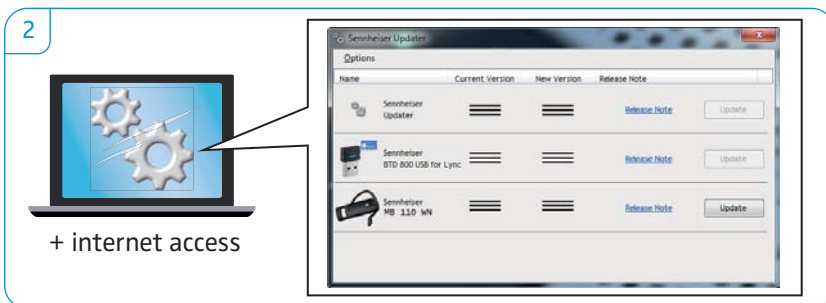 2
Sennheiser Updater
Options
Name Current Version New Version Release Note
Sennheiser
Updater
Release Note Update
Sennheiser
BTD 800 USB for Lync
Release Note Update
Sennheiser
MB 110 WN
Release Note Update
+ internet access